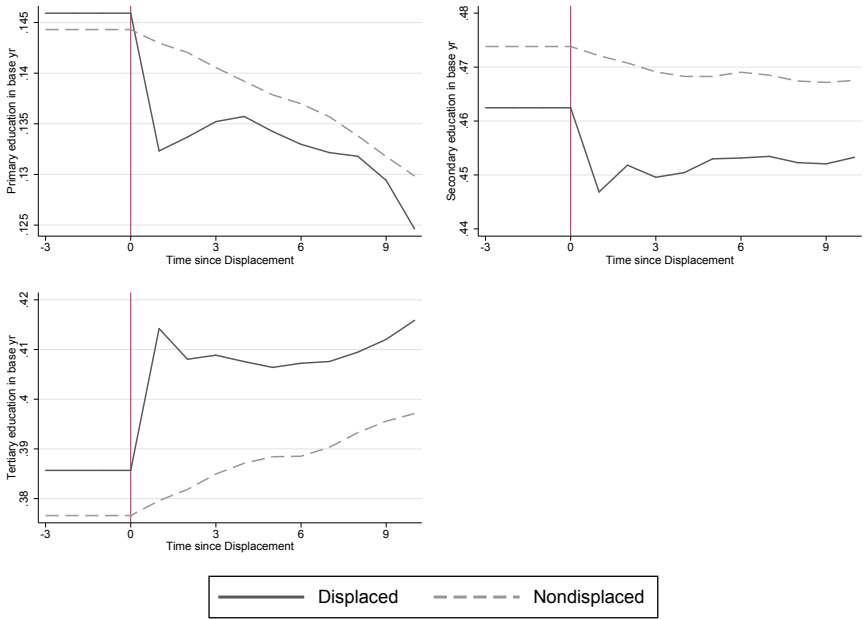 Primary education in base yr
.145
.14
.135
.13
.125
-3 0 3 6 9
Time since Displacement
Secondary education in base yr
.48
.47
.46
.45
.44
-3 0 3 6 9
Time since Displacement
Tertiary education in base yr
.42
.41
.4
.39
.38
-3 0 3 6 9
Time since Displacement
Displaced Nondisplaced